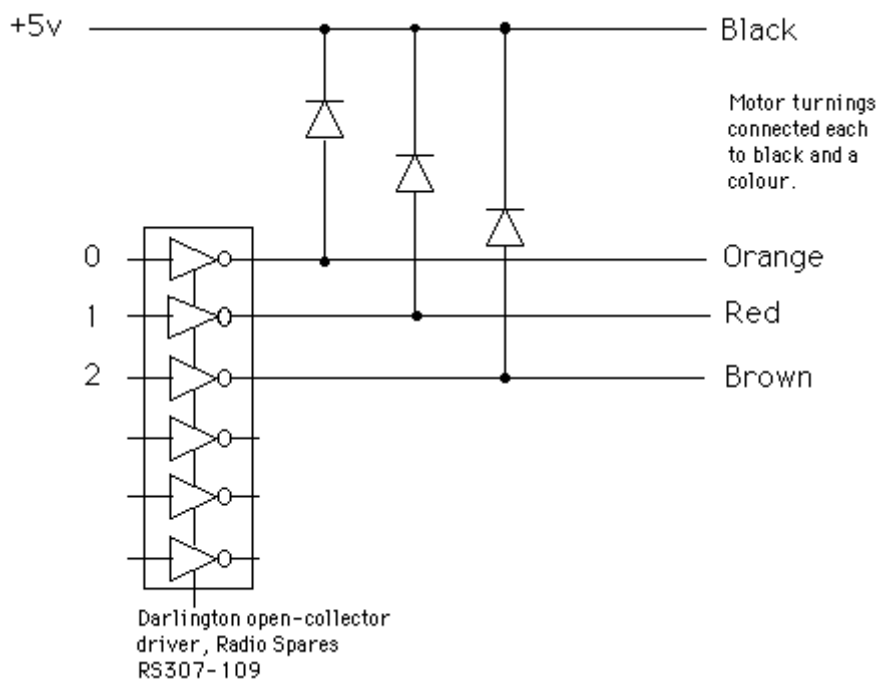 +5v
Black
Motor turnings
connected each
to black and a
colour.
0
Orange
1
Red
2
Brown
Darlington open-collector
driver, Radio Spares
RS307-109